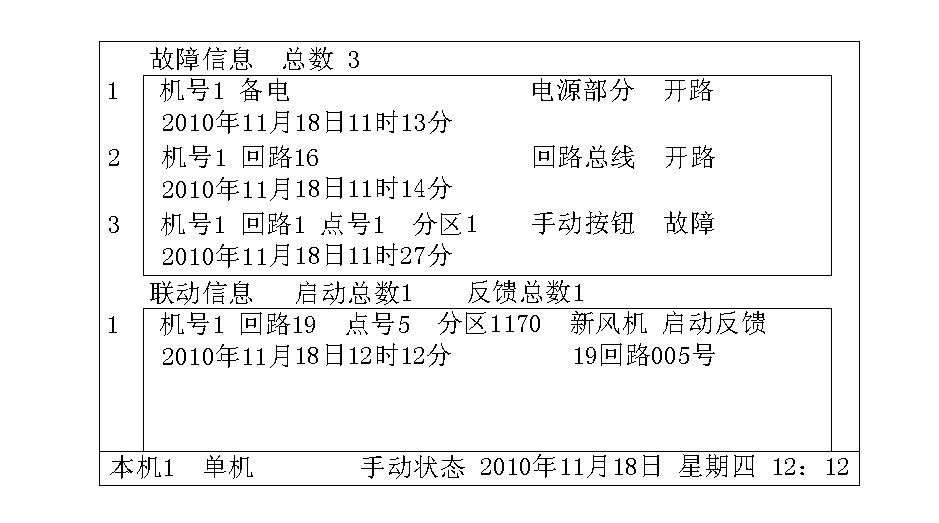 故障信息 总数 3
1 机号1 备电 电源部分 开路
2010年11月18日11时13分
2 机号1 回路16 回路总线 开路
2010年11月18日11时14分
3 机号1 回路1 点号1 分区1 手动按钮 故障
2010年11月18日11时27分
联动信息 启动总数1 反馈总数1
1 机号1 回路19 点号5 分区1170 新风机 启动反馈
2010年11月18日12时12分 19回路005号
本机1 单机 手动状态 2010年11月18日 星期四 12：12